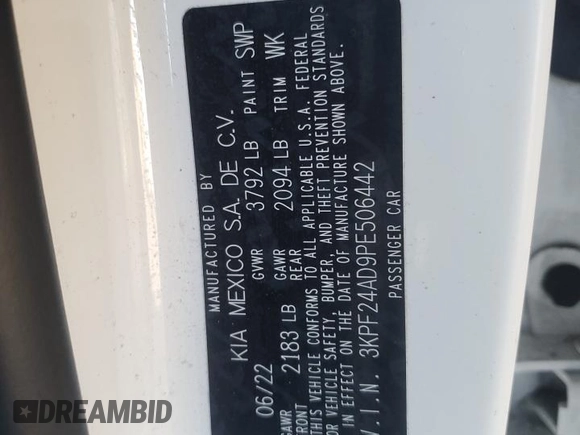 MANUFACTURED BY
KIA MEXICO S.A. DE C.V.
06/22 GVWR 3792 LB PAINT SWP
GAWR FRONT 2183 LB GAWR REAR 2094 LB TRIM WK
THIS VEHICLE CONFORMS TO ALL APPLICABLE U.S.A. FEDERAL
MOTOR VEHICLE SAFETY, BUMPER, AND THEFT PREVENTION STANDARDS
IN EFFECT ON THE DATE OF MANUFACTURE SHOWN ABOVE.
V.I.N. 3KPF24AD9PE506442
PASSENGER CAR
DREAMBID